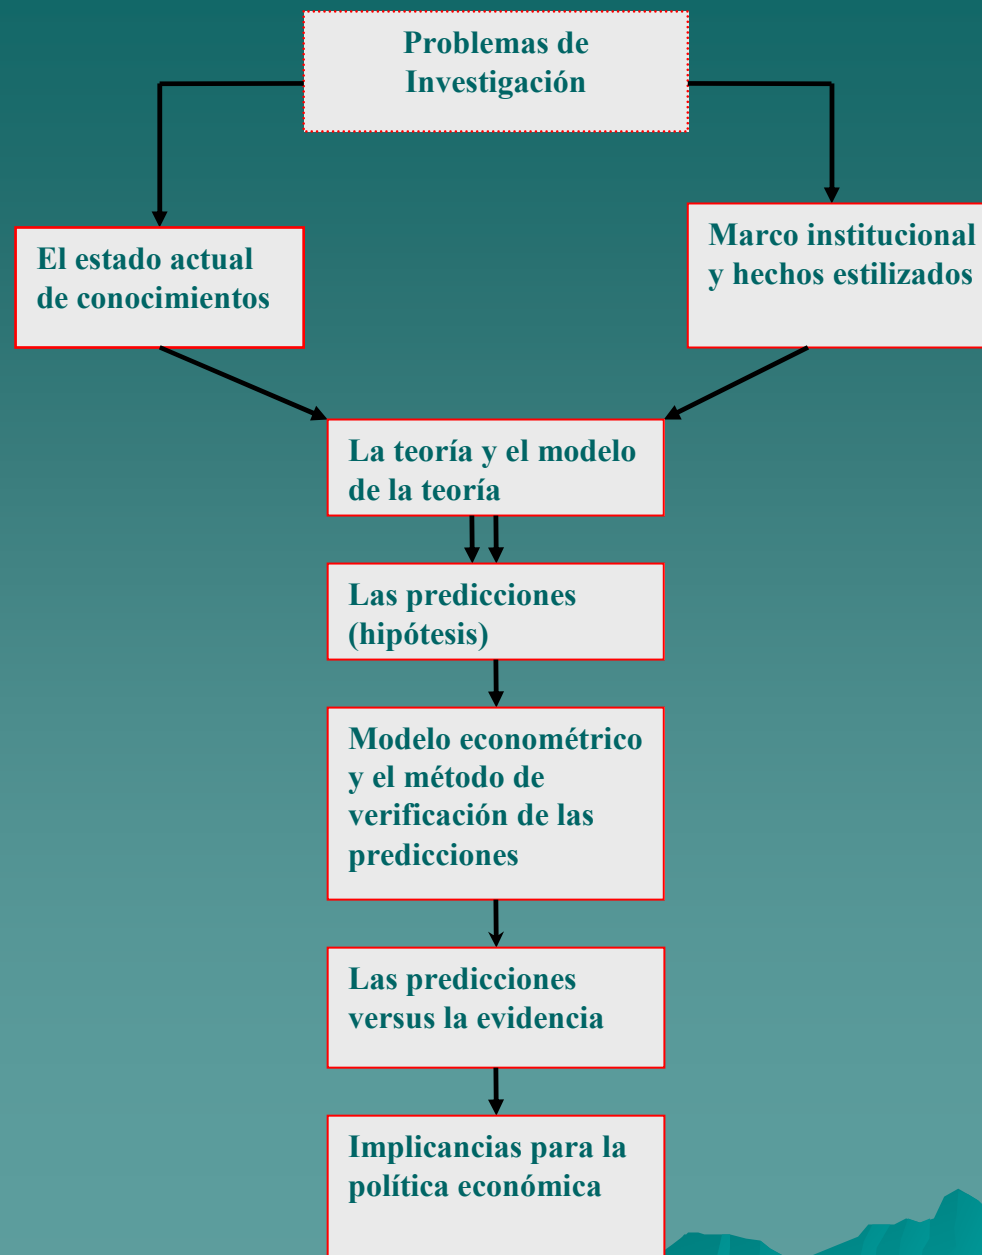 Problemas de
Investigación
El estado actual
de conocimientos
Marco institucional
y hechos estilizados
La teoría y el modelo
de la teoría
Las predicciones
(hipótesis)
Modelo econométrico
y el método de
verificación de las
predicciones
Las predicciones
versus la evidencia
Implicancias para la
política económica